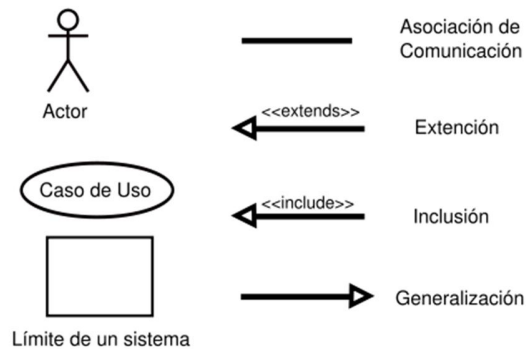 Asociación de
Comunicación
Actor
<<extends>>
Extención
Caso de Uso
<<include>>
Inclusión
Generalización
Límite de un sistema